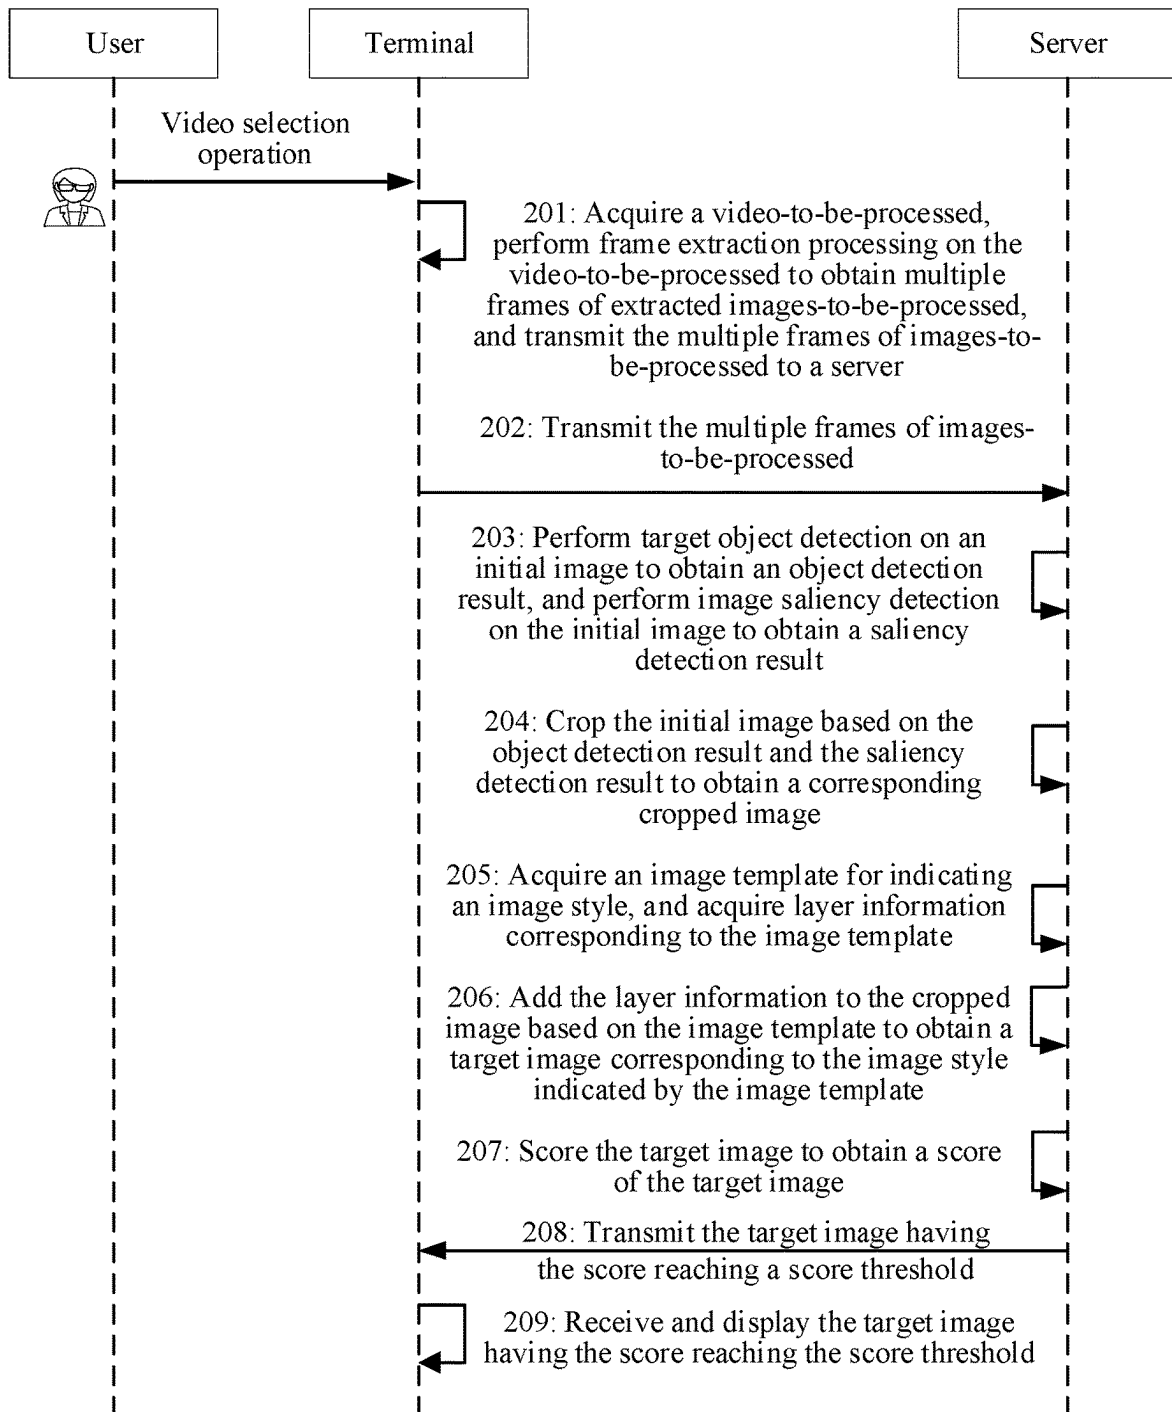 User
Terminal
Server
Video selection
operation
201: Acquire a video-to-be-processed,
perform frame extraction processing on the
video-to-be-processed to obtain multiple
frames of extracted images-to-be-processed,
and transmit the multiple frames of images-to-
be-processed to a server
202: Transmit the multiple frames of images-
to-be-processed
203: Perform target object detection on an
initial image to obtain an object detection
result, and perform image saliency detection
on the initial image to obtain a saliency
detection result
204: Crop the initial image based on the
object detection result and the saliency
detection result to obtain a corresponding
cropped image
205: Acquire an image template for indicating
an image style, and acquire layer information
corresponding to the image template
206: Add the layer information to the cropped
image based on the image template to obtain a
target image corresponding to the image style
indicated by the image template
207: Score the target image to obtain a score
of the target image
208: Transmit the target image having
the score reaching a score threshold
209: Receive and display the target image
having the score reaching the score threshold